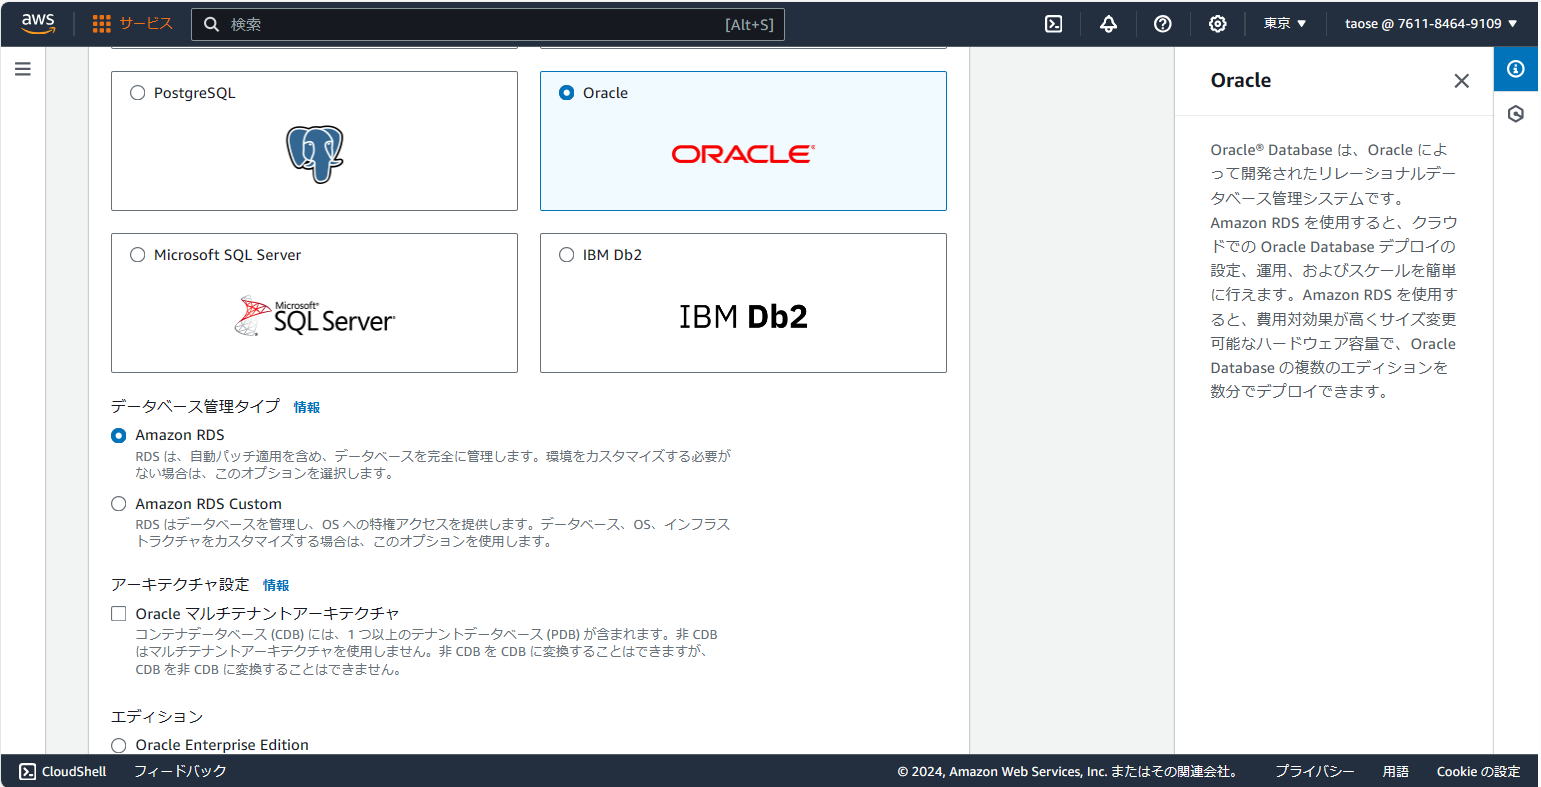 aws
サービス
検索
[Alt+S]
東京 ▼
taose @ 7611-8464-9109 ▼
PostgreSQL
Oracle
ORACLE®
Microsoft SQL Server
Microsoft®
SQL Server®
IBM Db2
IBM Db2
データベース管理タイプ 情報
Amazon RDS
RDS は、自動パッチ適用を含め、データベースを完全に管理します。環境をカスタマイズする必要が
ない場合は、このオプションを選択します。
Amazon RDS Custom
RDS はデータベースを管理し、OS への特権アクセスを提供します。データベース、OS、インフラス
トラクチャをカスタマイズする場合は、このオプションを使用します。
アーキテクチャ設定 情報
Oracle マルチテナントアーキテクチャ
コンテナデータベース (CDB) には、1 つ以上のテナントデータベース (PDB) が含まれます。非 CDB
はマルチテナントアーキテクチャを使用しません。非 CDB を CDB に変換することはできますが、
CDB を非 CDB に変換することはできません。
エディション
Oracle Enterprise Edition
Oracle
Oracle® Database は、Oracle によ
って開発されたリレーショナルデー
タベース管理システムです。
Amazon RDS を使用すると、クラウ
ドでの Oracle Database デプロイの
設定、運用、およびスケールを簡単
に行えます。Amazon RDS を使用す
ると、費用対効果が高くサイズ変更
可能なハードウェア容量で、Oracle
Database の複数のエディションを
数分でデプロイできます。
CloudShell
フィードバック
© 2024, Amazon Web Services, Inc. またはその関連会社。
プライバシー
用語
Cookie の設定